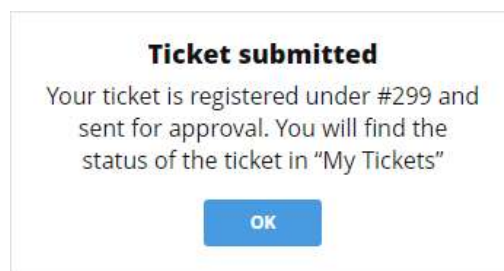 Ticket submitted
Your ticket is registered under #299 and
sent for approval. You will find the
status of the ticket in “My Tickets”
OK